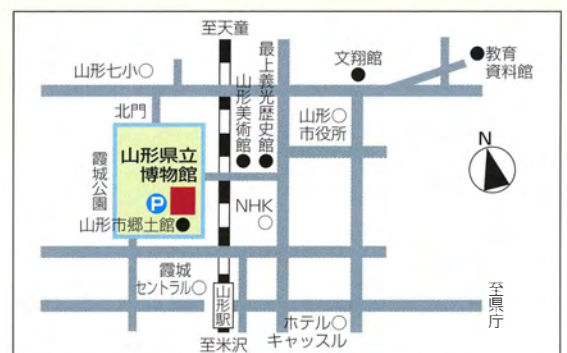 至天童
山形七小
北門
霞城公園
山形県立
博物館
P
山形市郷土館
山形美術館
最上義光歴史館
文翔館
教育
資料館
山形
市役所
N
NHK
霞城
セントラル
山形駅
至米沢
ホテル
キャッスル
至県庁